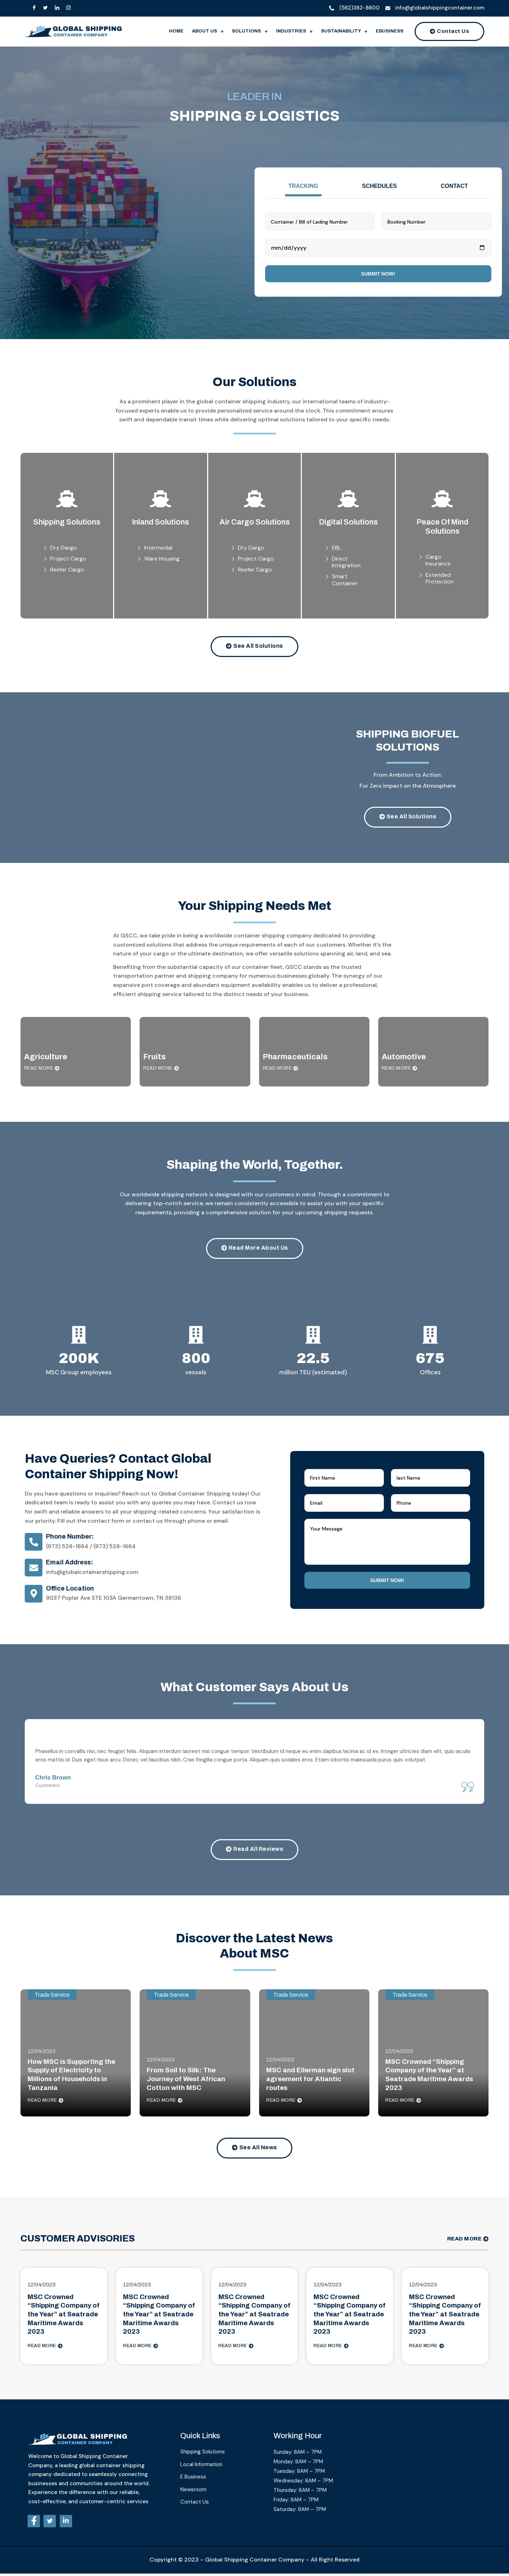 (562)382-8600
info@globalshippingcontainer.com
GLOBAL SHIPPING
CONTAINER COMPANY
HOME
ABOUT US
SOLUTIONS
INDUSTRIES
SUSTAINABILITY
EBUSINESS
Contact Us
LEADER IN
SHIPPING & LOGISTICS
TRACKING
SCHEDULES
CONTACT
Container / Bill of Lading Number
Booking Number
mm/dd/yyyy
SUBMIT NOW!
Our Solutions
As a prominent player in the global container shipping industry, our international teams of industry-
focused experts enable us to provide personalized service around the clock. This commitment ensures
swift and dependable transit times while delivering optimal solutions tailored to your specific needs.
Shipping Solutions
Dry Dargo
Project Cargo
Reefer Cargo
Inland Solutions
Intermodal
Ware Housing
Air Cargo Solutions
Dry Dargo
Project Cargo
Reefer Cargo
Digital Solutions
EBL
Direct
Integration
Smart
Container
Peace Of Mind
Solutions
Cargo
Insurance
Extended
Protection
See All Solutions
SHIPPING BIOFUEL
SOLUTIONS
From Ambition to Action:
For Zero Impact on the Atmosphere
See All Solutions
Your Shipping Needs Met
At GSCC, we take pride in being a worldwide container shipping company dedicated to providing
customized solutions that address the unique requirements of each of our customers. Whether it's the
nature of your cargo or the ultimate destination, we offer versatile solutions spanning air, land, and sea.
Benefiting from the substantial capacity of our container fleet, GSCC stands as the trusted
transportation partner and shipping company for numerous businesses globally. The synergy of our
expansive port coverage and abundant equipment availability enables us to deliver a professional,
efficient shipping service tailored to the distinct needs of your business.
Agriculture
READ MORE
Fruits
READ MORE
Pharmaceuticals
READ MORE
Automotive
READ MORE
Shaping the World, Together.
Our worldwide shipping network is designed with our customers in mind. Through a commitment to
delivering top-notch service, we remain consistently accessible to assist you with your specific
requirements, providing a comprehensive solution for your upcoming shipping requests.
Read More About Us
200K
MSC Group employees
800
vessels
22.5
million TEU (estimated)
675
Offices
Have Queries? Contact Global
Container Shipping Now!
Do you have questions or inquiries? Reach out to Global Container Shipping today! Our
dedicated team is ready to assist you with any queries you may have. Contact us now
for swift and reliable answers to all your shipping-related concerns. Your satisfaction is
our priority. Fill out the contact form or contact us through phone or email.
Phone Number:
(973) 528-1664 / (973) 528-1664
Email Address:
info@globalcotainershipping.com
Office Location
9037 Poplar Ave STE 103A Germantown, TN 38138
First Name
last Name
Email
Phone
Your Message
SUBMIT NOW!
What Customer Says About Us
Phasellus in convallis nisi, nec feugiat felis. Aliquam interdum laoreet nisi congue tempor. Vestibulum id neque eu enim dapibus lacinia ac id ex. Integer ultricies diam elit, quis iaculis
eros mattis id. Duis eget risus arcu. Donec vel faucibus nibh. Cras fringilla congue porta. Aliquam quis sodales eros. Etiam lobortis malesuada purus quis volutpat.
Chris Brown
Customers
Read All Reviews
Discover the Latest News
About MSC
Trade Service
12/04/2023
How MSC is Supporting the
Supply of Electricity to
Millions of Households in
Tanzania
READ MORE
Trade Service
12/04/2023
From Soil to Silk: The
Journey of West African
Cotton with MSC
READ MORE
Trade Service
12/04/2023
MSC and Ellerman sign slot
agreement for Atlantic
routes
READ MORE
Trade Service
12/04/2023
MSC Crowned “Shipping
Company of the Year” at
Seatrade Maritime Awards
2023
READ MORE
See All News
CUSTOMER ADVISORIES
READ MORE
12/04/2023
MSC Crowned
“Shipping Company of
the Year” at Seatrade
Maritime Awards
2023
READ MORE
12/04/2023
MSC Crowned
“Shipping Company of
the Year” at Seatrade
Maritime Awards
2023
READ MORE
12/04/2023
MSC Crowned
“Shipping Company of
the Year” at Seatrade
Maritime Awards
2023
READ MORE
12/04/2023
MSC Crowned
“Shipping Company of
the Year” at Seatrade
Maritime Awards
2023
READ MORE
12/04/2023
MSC Crowned
“Shipping Company of
the Year” at Seatrade
Maritime Awards
2023
READ MORE
GLOBAL SHIPPING
CONTAINER COMPANY
Welcome to Global Shipping Container
Company, a leading global container shipping
company dedicated to seamlessly connecting
businesses and communities around the world.
Experience the difference with our reliable,
cost-effective, and customer-centric services
Quick Links
Shipping Solutions
Local Information
E Business
Newsroom
Contact Us
Working Hour
Sunday: 8AM – 7PM
Monday: 8AM – 7PM
Tuesday: 8AM – 7PM
Wednesday: 8AM – 7PM
Thursday: 8AM – 7PM
Friday: 8AM – 7PM
Saturday: 8AM – 7PM
Copyright © 2023 – Global Shipping Container Company – All Right Reserved